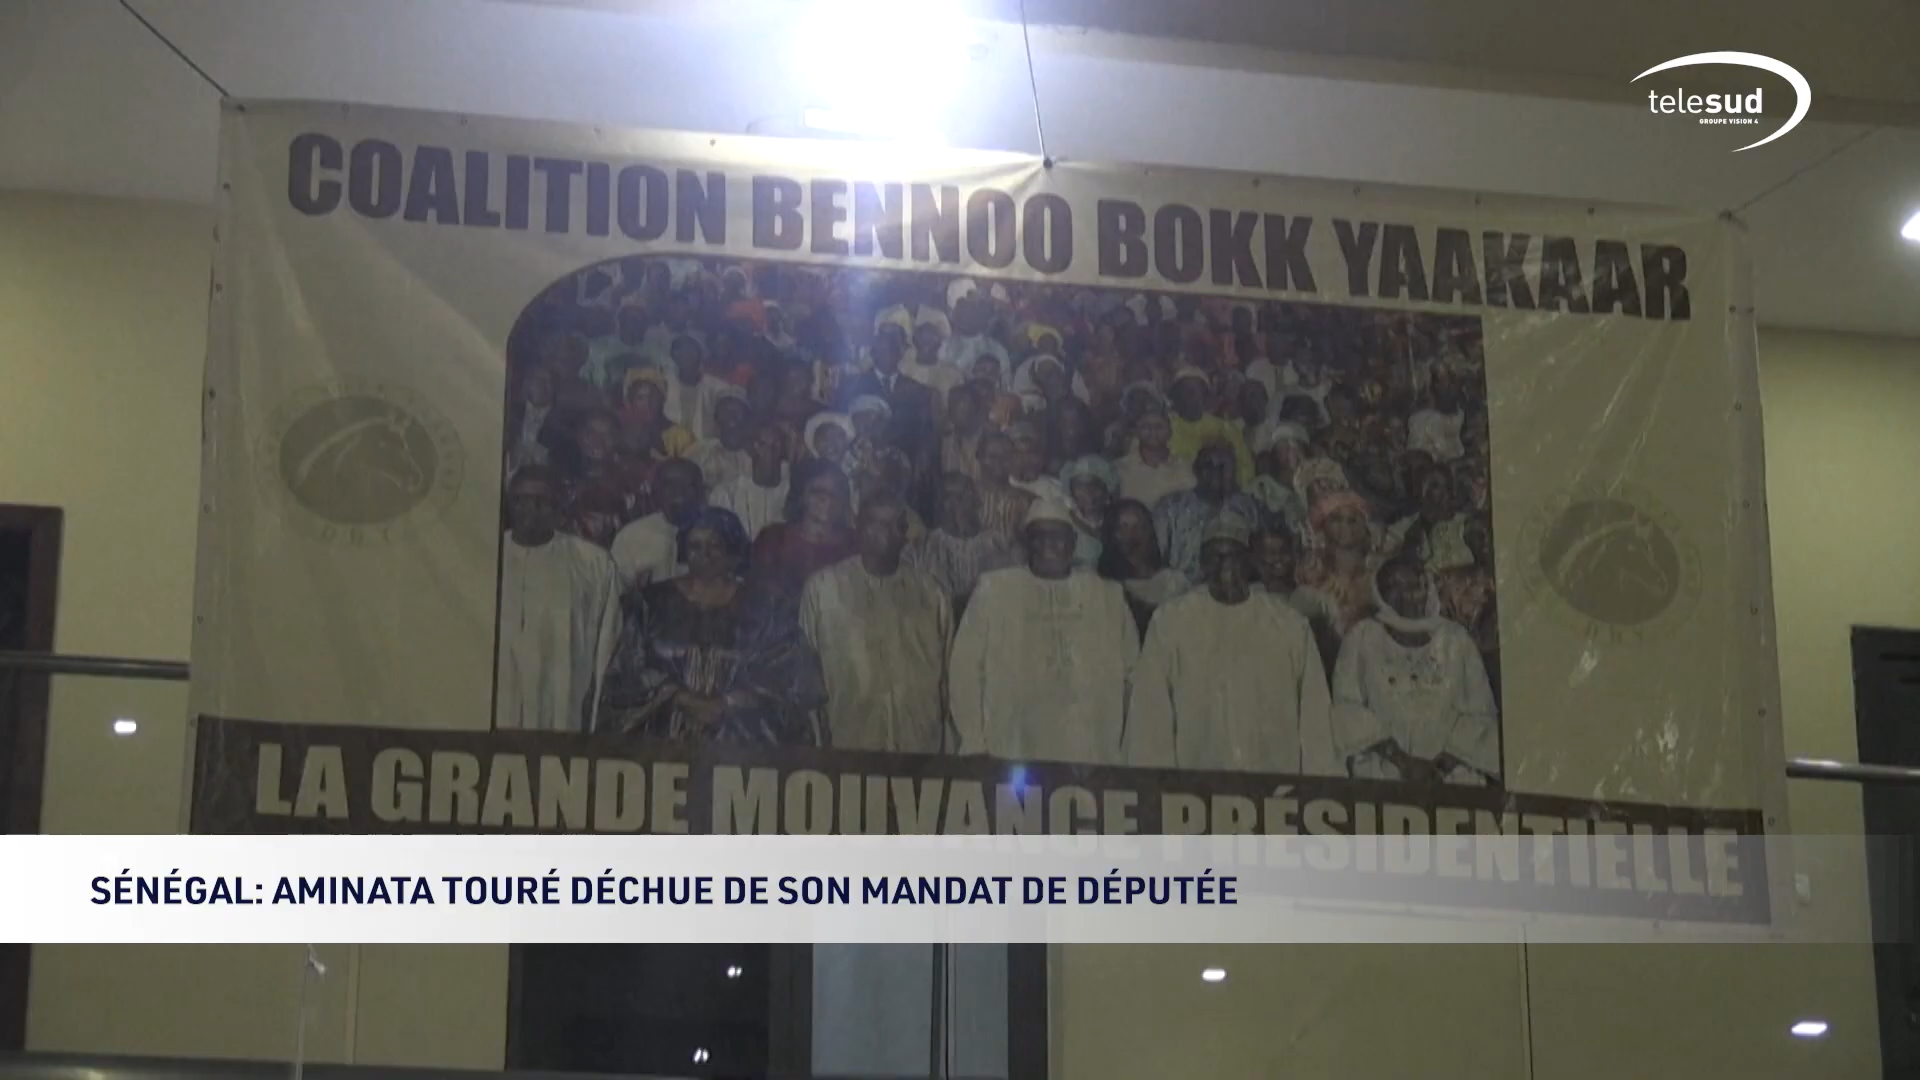 telesud
GROUPE VISION 4
COALITION BENNOO BOKK YAAKAAR
LA GRANDE MOUVANCE PRÉSIDENTIELLE
SÉNÉGAL: AMINATA TOURÉ DÉCHUE DE SON MANDAT DE DÉPUTÉE